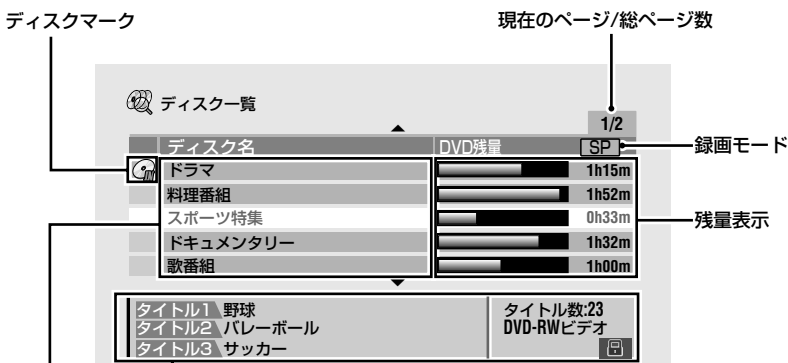 ディスクマーク
現在のページ/総ページ数
ディスク一覧
1/2
ディスク名 DVD残量 SP
録画モード
ドラマ 1h15m
料理番組 1h52m
スポーツ特集 0h33m
残量表示
ドキュメンタリー 1h32m
歌番組 1h00m
タイトル1 野球
タイトル2 バレーボール
タイトル3 サッカー
タイトル数:23
DVD-RWビデオ